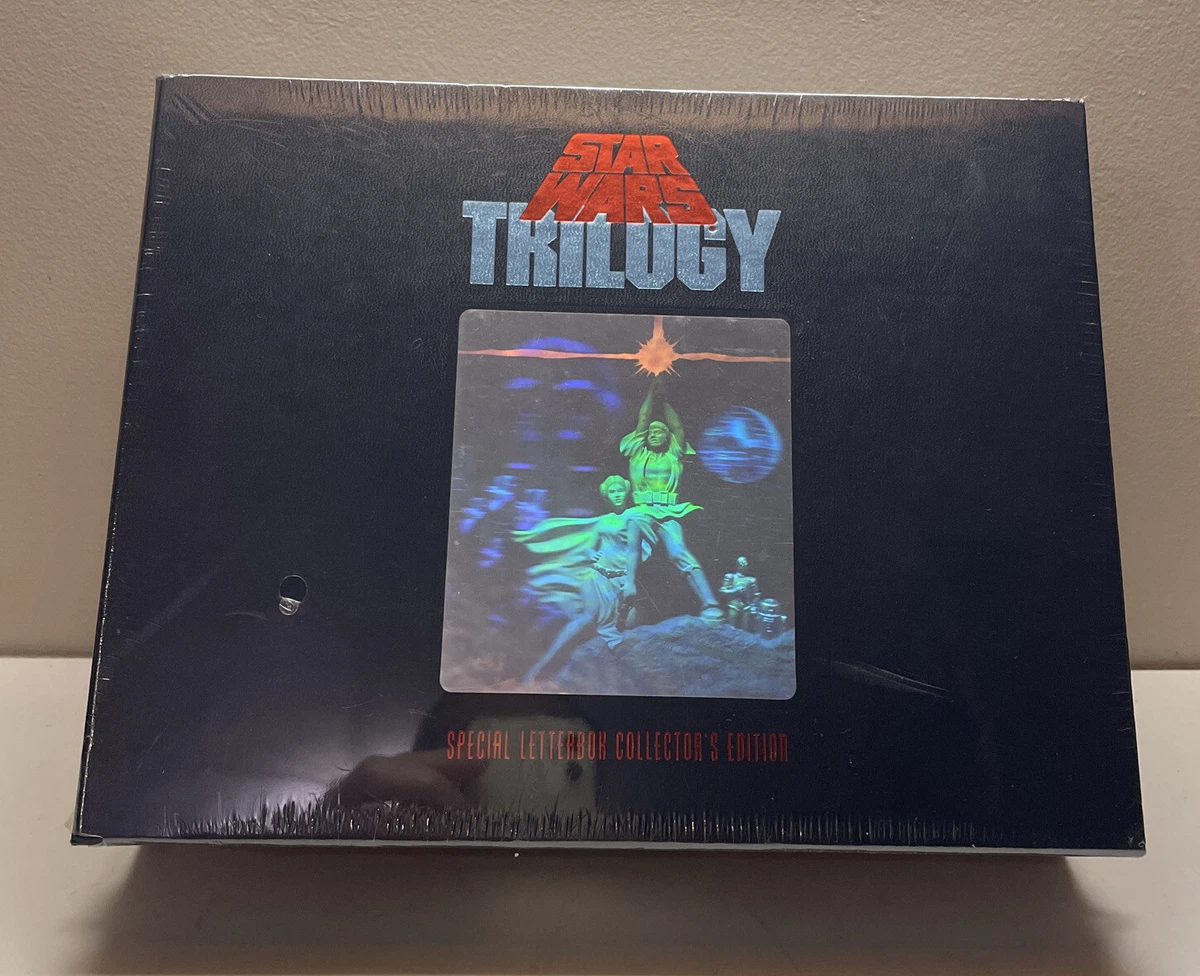 STAR
WARS
TRILOGY
SPECIAL LETTERBOX COLLECTOR'S EDITION